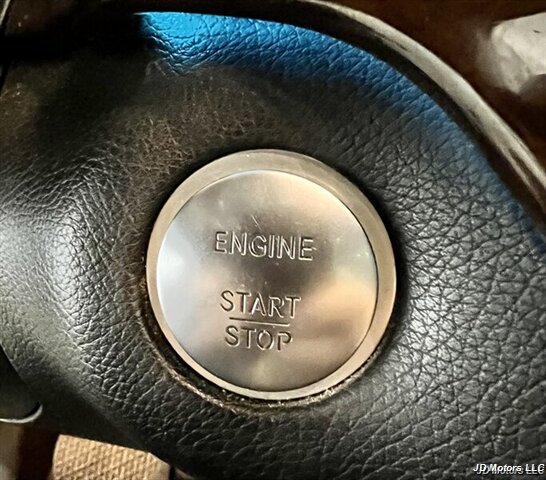 ENGINE
START
STOP
JD Motors LLC